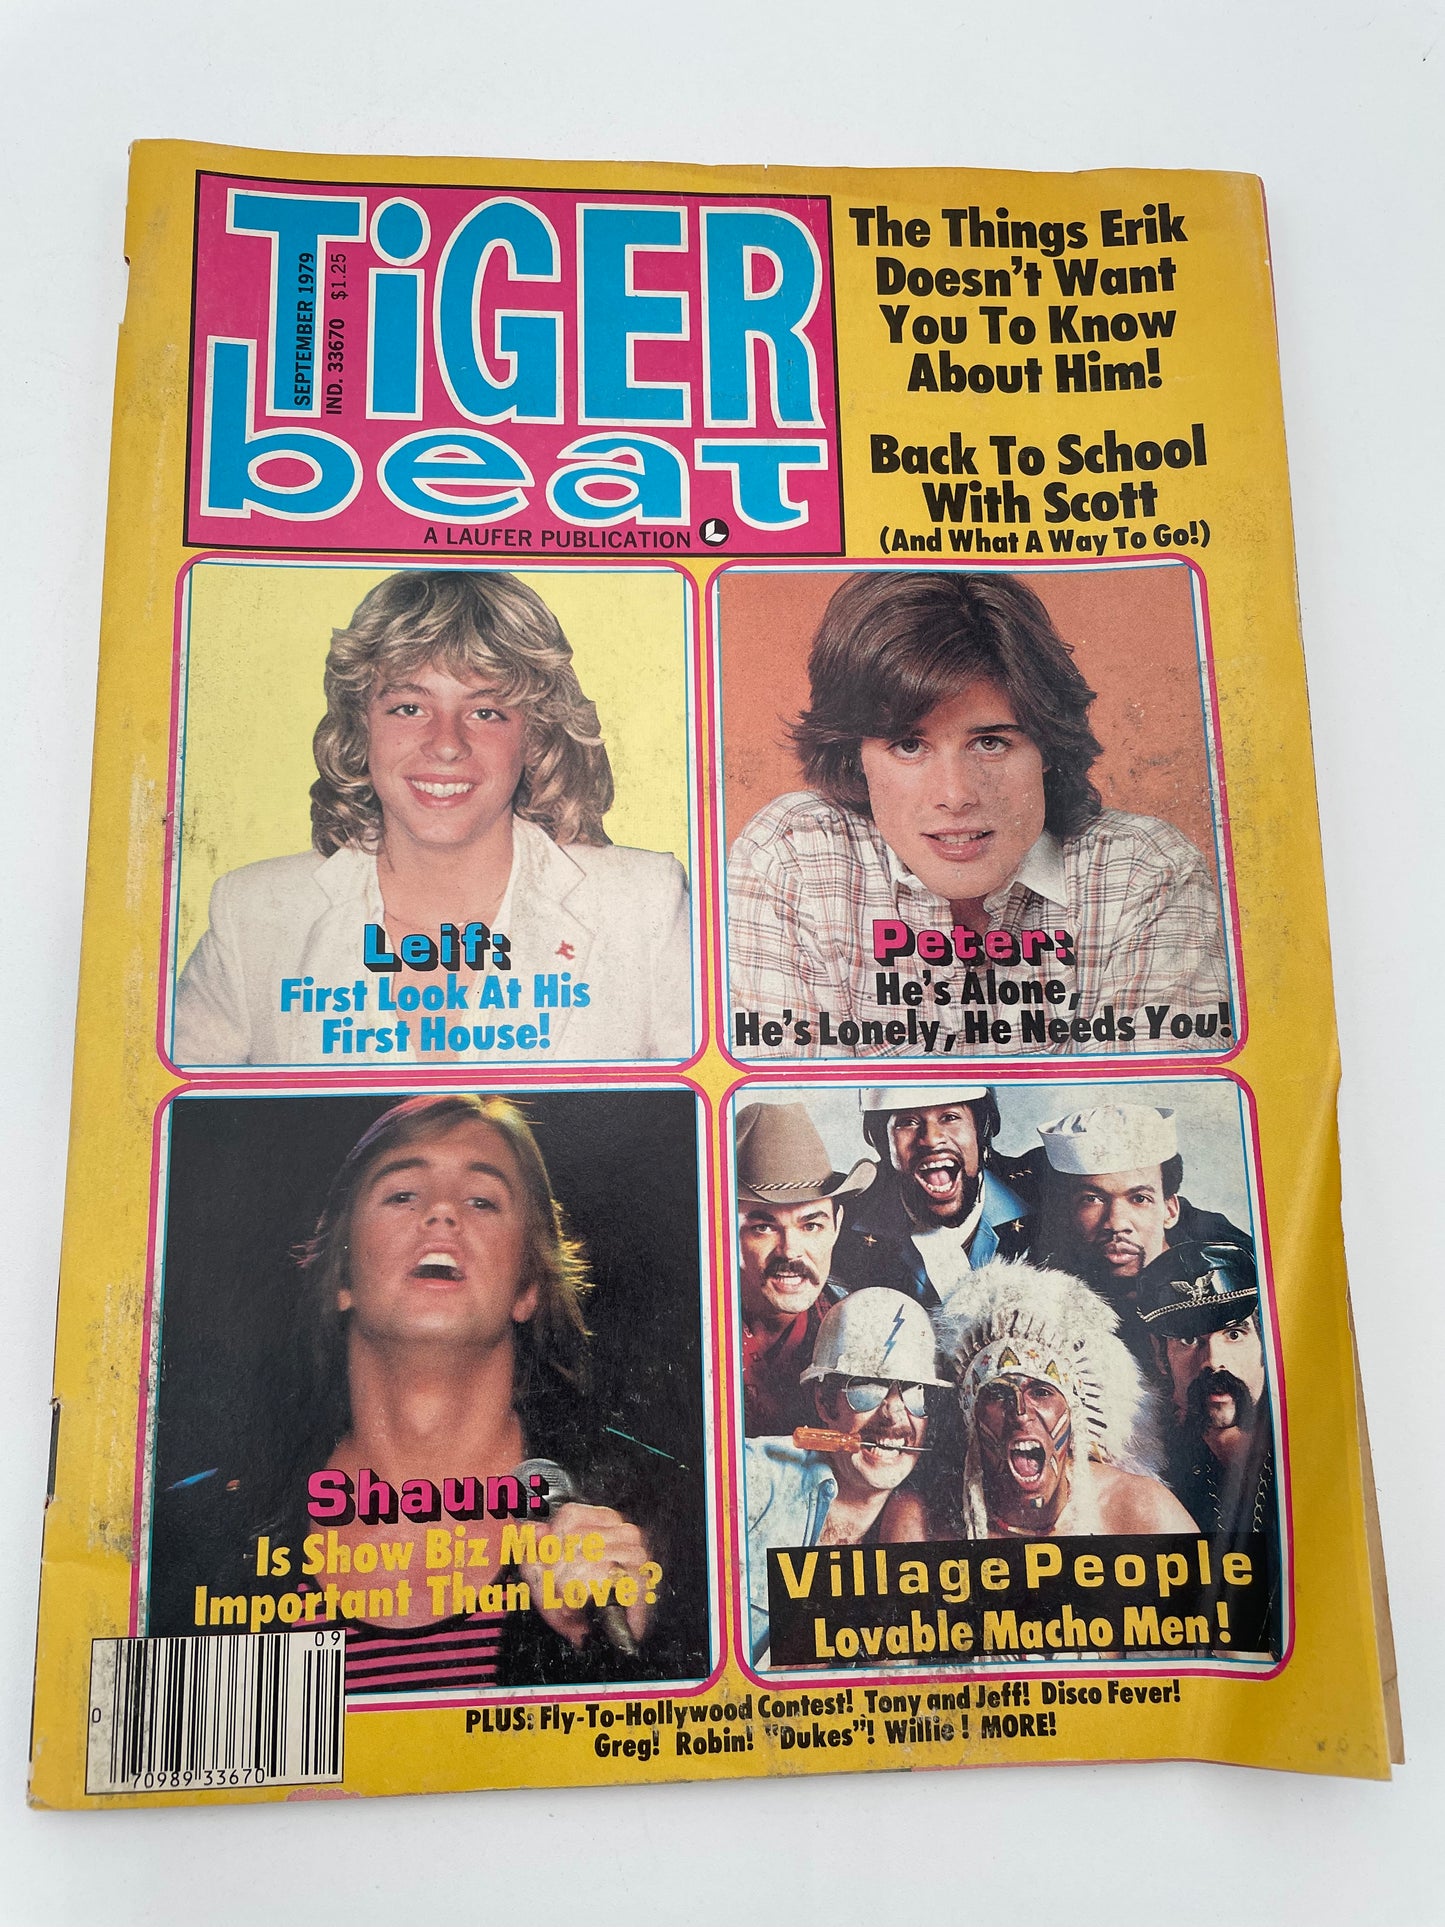 TiGER
beat
SEPTEMBER 1979
IND. 33670 $1.25
A LAUFER PUBLICATION
The Things Erik
Doesn't Want
You To Know
About Him!
Back To School
With Scott
(And What A Way To Go!)
Leif:
First Look At His
First House!
Peter:
He's Alone,
He's Lonely, He Needs You!
Shaun:
Is Show Biz More
Important Than Love?
Village People
Lovable Macho Men!
PLUS: Fly-To-Hollywood Contest! Tony and Jeff! Disco Fever!
Greg! Robin! "Dukes"! Willie! MORE!
09
0
70989 33670